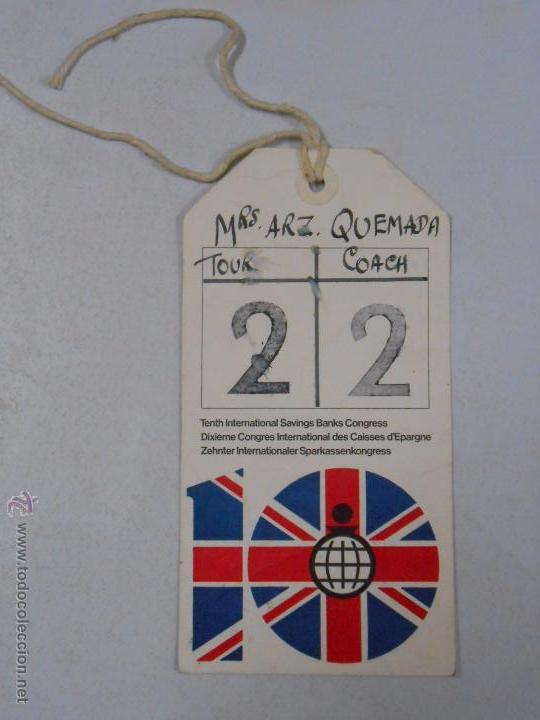 MRS. ARZ. QUEMADA
TOUR COACH
2 2
Tenth International Savings Banks Congress
Dixième Congrès International des Caisses d'Epargne
Zehnter Internationaler Sparkassenkongress
10
www.todocoleccion.net